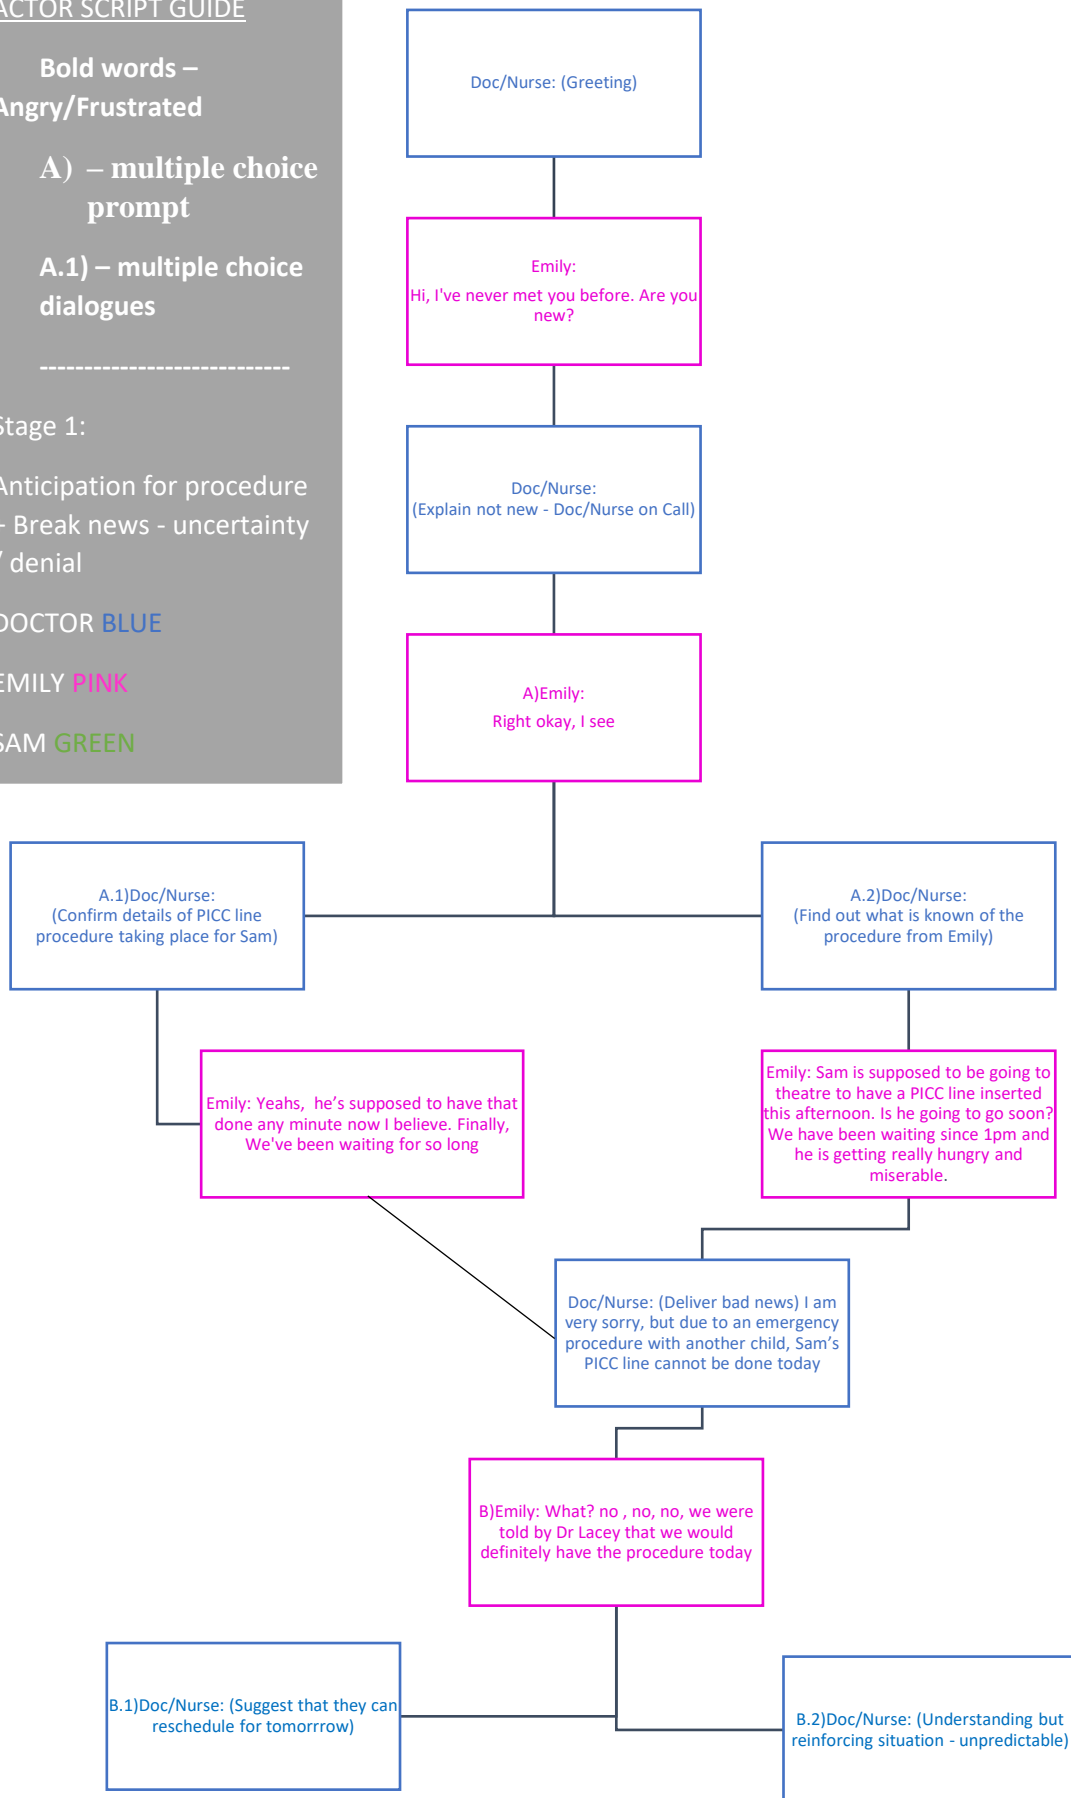 ACTOR SCRIPT GUIDE
Bold words –
Angry/Frustrated
A) – multiple choice
prompt
A.1) – multiple choice
dialogues
----------------------------
Stage 1:
Anticipation for procedure
- Break news - uncertainty
/ denial
DOCTOR BLUE
EMILY PINK
SAM GREEN
Doc/Nurse: (Greeting)
Emily:
Hi, I've never met you before. Are you
new?
Doc/Nurse:
(Explain not new - Doc/Nurse on Call)
A)Emily:
Right okay, I see
A.1)Doc/Nurse:
(Confirm details of PICC line
procedure taking place for Sam)
A.2)Doc/Nurse:
(Find out what is known of the
procedure from Emily)
Emily: Yeahs,  he's supposed to have that
done any minute now I believe. Finally,
We've been waiting for so long
Emily: Sam is supposed to be going to
theatre to have a PICC line inserted
this afternoon. Is he going to go soon?
We have been waiting since 1pm and
he is getting really hungry and
miserable.
Doc/Nurse: (Deliver bad news) I am
very sorry, but due to an emergency
procedure with another child, Sam's
PICC line cannot be done today
B)Emily: What? no , no, no, we were
told by Dr Lacey that we would
definitely have the procedure today
B.1)Doc/Nurse: (Suggest that they can
reschedule for tomorrrow)
B.2)Doc/Nurse: (Understanding but
reinforcing situation - unpredictable)